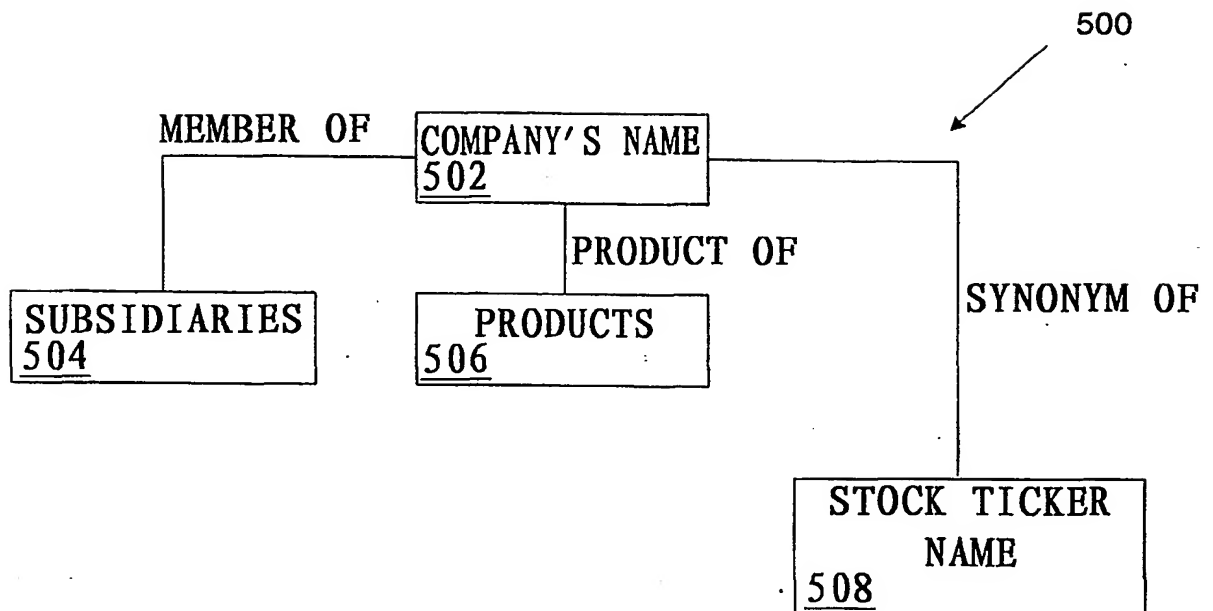 500
MEMBER OF
COMPANY'S NAME
502
PRODUCT OF
SUBSIDIARIES
504
PRODUCTS
506
SYNONYM OF
STOCK TICKER
NAME
508